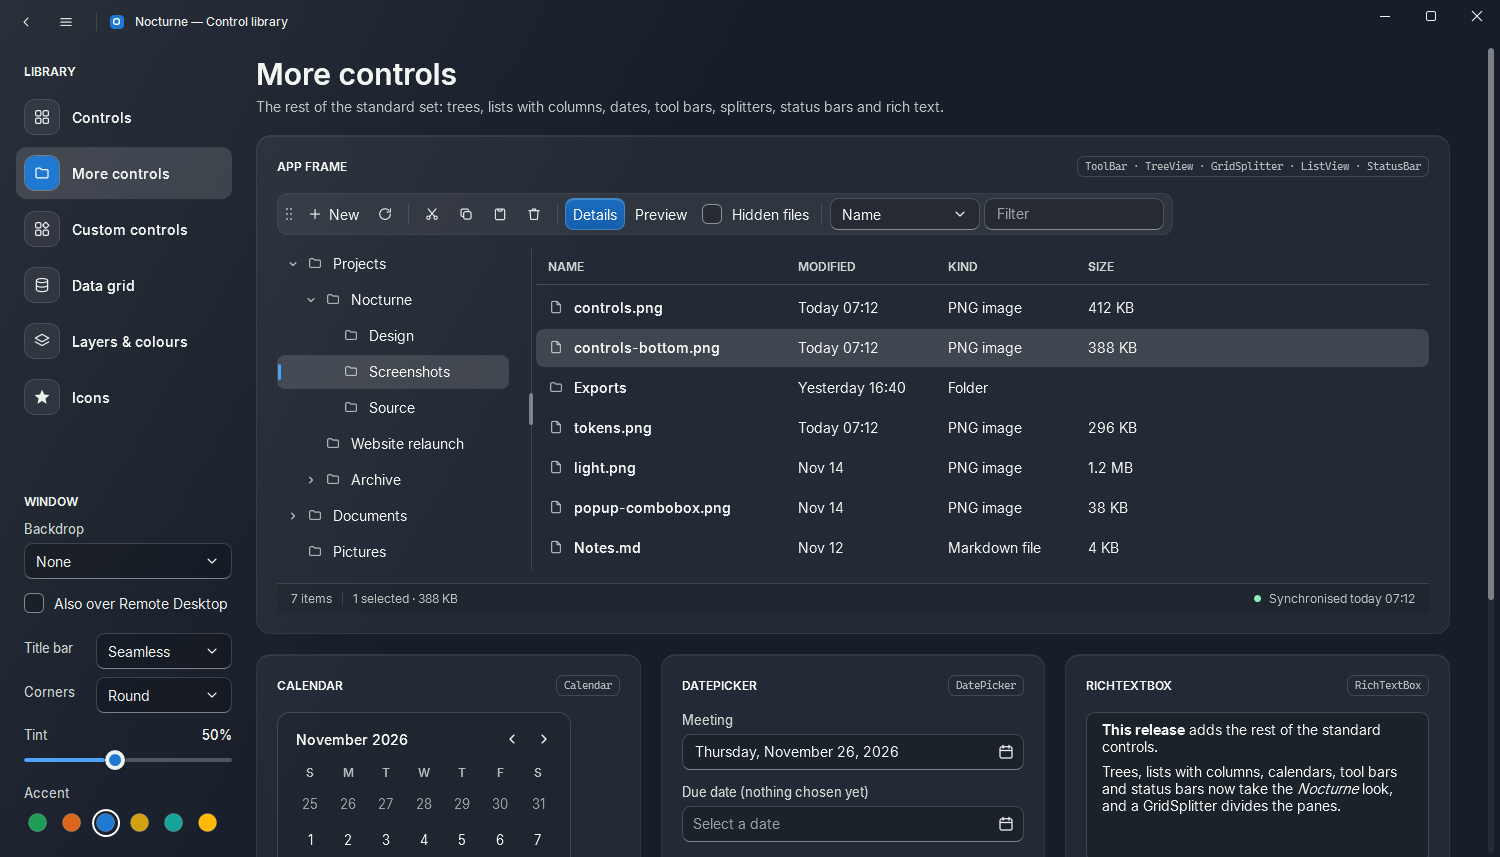 Nocturne — Control library
LIBRARY
Controls
More controls
Custom controls
Data grid
Layers & colours
Icons
WINDOW
Backdrop
None
Also over Remote Desktop
Title bar
Seamless
Corners
Round
Tint
50%
Accent
More controls
The rest of the standard set: trees, lists with columns, dates, tool bars, splitters, status bars and rich text.
APP FRAME
ToolBar · TreeView · GridSplitter · ListView · StatusBar
New
Details
Preview
Hidden files
Name
Filter
Projects
Nocturne
Design
Screenshots
Source
Website relaunch
Archive
Documents
Pictures
NAME MODIFIED KIND SIZE
controls.png Today 07:12 PNG image 412 KB
controls-bottom.png Today 07:12 PNG image 388 KB
Exports Yesterday 16:40 Folder
tokens.png Today 07:12 PNG image 296 KB
light.png Nov 14 PNG image 1.2 MB
popup-combobox.png Nov 14 PNG image 38 KB
Notes.md Nov 12 Markdown file 4 KB
7 items
1 selected · 388 KB
Synchronised today 07:12
CALENDAR
Calendar
November 2026
S M T W T F S
25 26 27 28 29 30 31
1 2 3 4 5 6 7
DATEPICKER
DatePicker
Meeting
Thursday, November 26, 2026
Due date (nothing chosen yet)
Select a date
RICHTEXTBOX
RichTextBox
This release adds the rest of the standard
controls.
Trees, lists with columns, calendars, tool bars
and status bars now take the Nocturne look,
and a GridSplitter divides the panes.